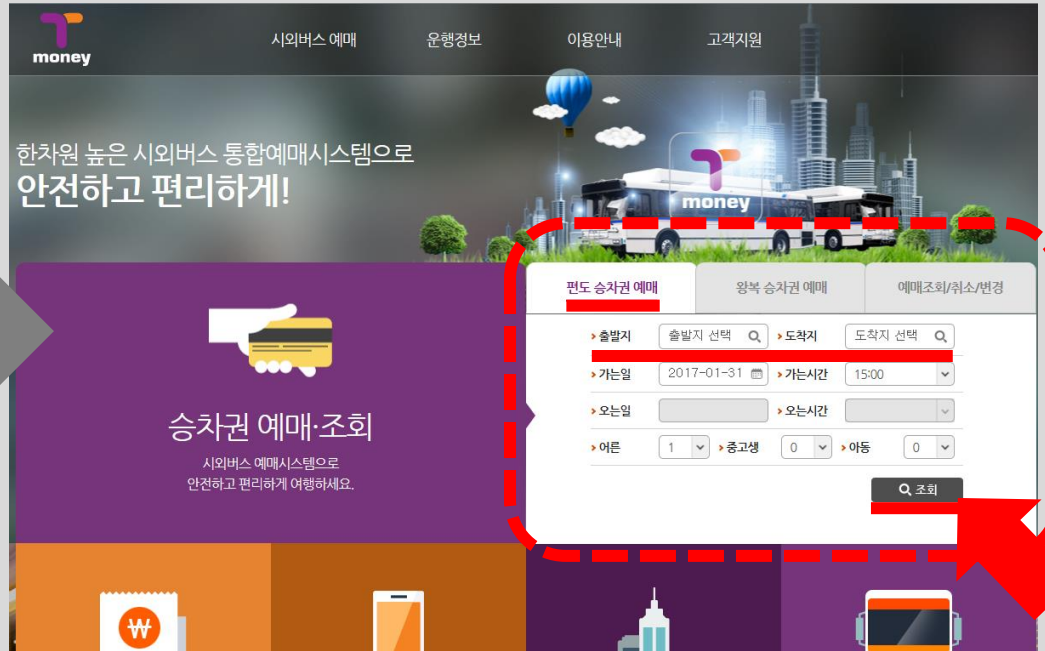 money
시외버스 예매 운행정보 이용안내 고객지원
한차원 높은 시외버스 통합예매시스템으로
안전하고 편리하게!
money
편도 승차권 예매 왕복 승차권 예매 예매조회/취소/변경
출발지 출발지 선택 도착지 도착지 선택
가는일 2017-01-31 가는시간 15:00
오는일 오는시간
어른 1 중고생 0 아동 0
조회
승차권 예매·조회
시외버스 예매시스템으로
안전하고 편리하게 여행하세요.
₩